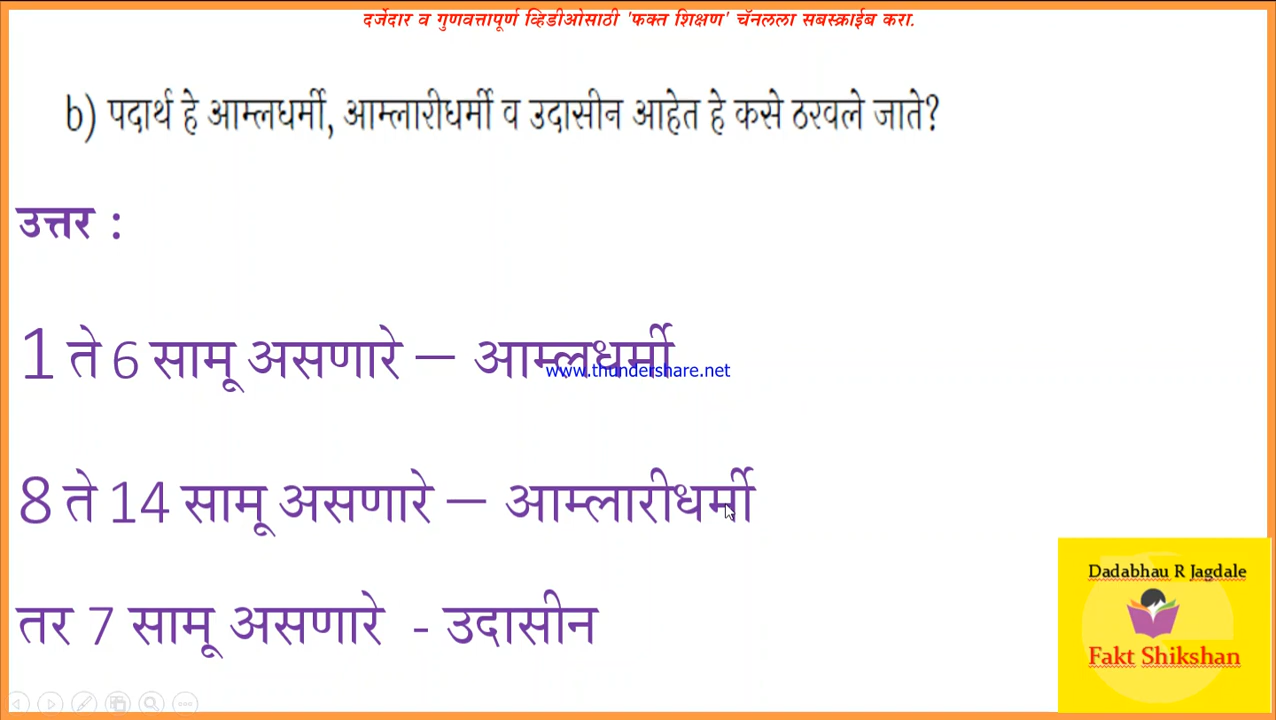 दर्जेदार व गुणवत्तापूर्ण व्हिडीओसाठी 'फक्त शिक्षण' चॅनलला सबस्क्राईब करा.
b) पदार्थ हे आम्लधर्मी, आम्लारीधर्मी व उदासीन आहेत हे कसे ठरवले जाते?
उत्तर :
1 ते 6 सामू असणारे – आम्लधर्मी
www.thundershare.net
8 ते 14 सामू असणारे – आम्लारीधर्मी
तर 7 सामू असणारे - उदासीन
Dadabhau R Jagdale
Fakt Shikshan